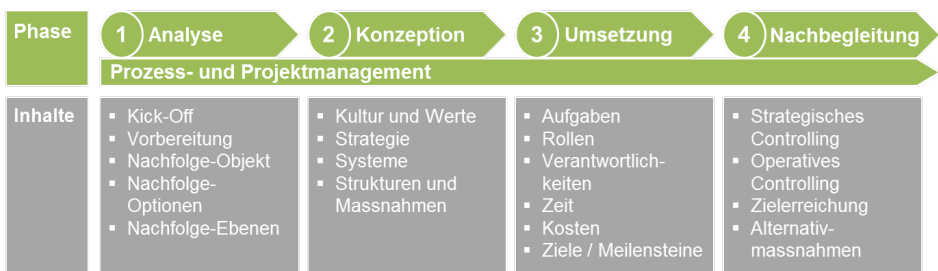 Phase
1 Analyse
2 Konzeption
3 Umsetzung
4 Nachbegleitung
Prozess- und Projektmanagement
Inhalte
▪ Kick-Off
▪ Vorbereitung
▪ Nachfolge-Objekt
▪ Nachfolge-
Optionen
▪ Nachfolge-Ebenen
▪ Kultur und Werte
▪ Strategie
▪ Systeme
▪ Strukturen und
Massnahmen
▪ Aufgaben
▪ Rollen
▪ Verantwortlich-
keiten
▪ Zeit
▪ Kosten
▪ Ziele / Meilensteine
▪ Strategisches
Controlling
▪ Operatives
Controlling
▪ Zielerreichung
▪ Alternativ-
massnahmen